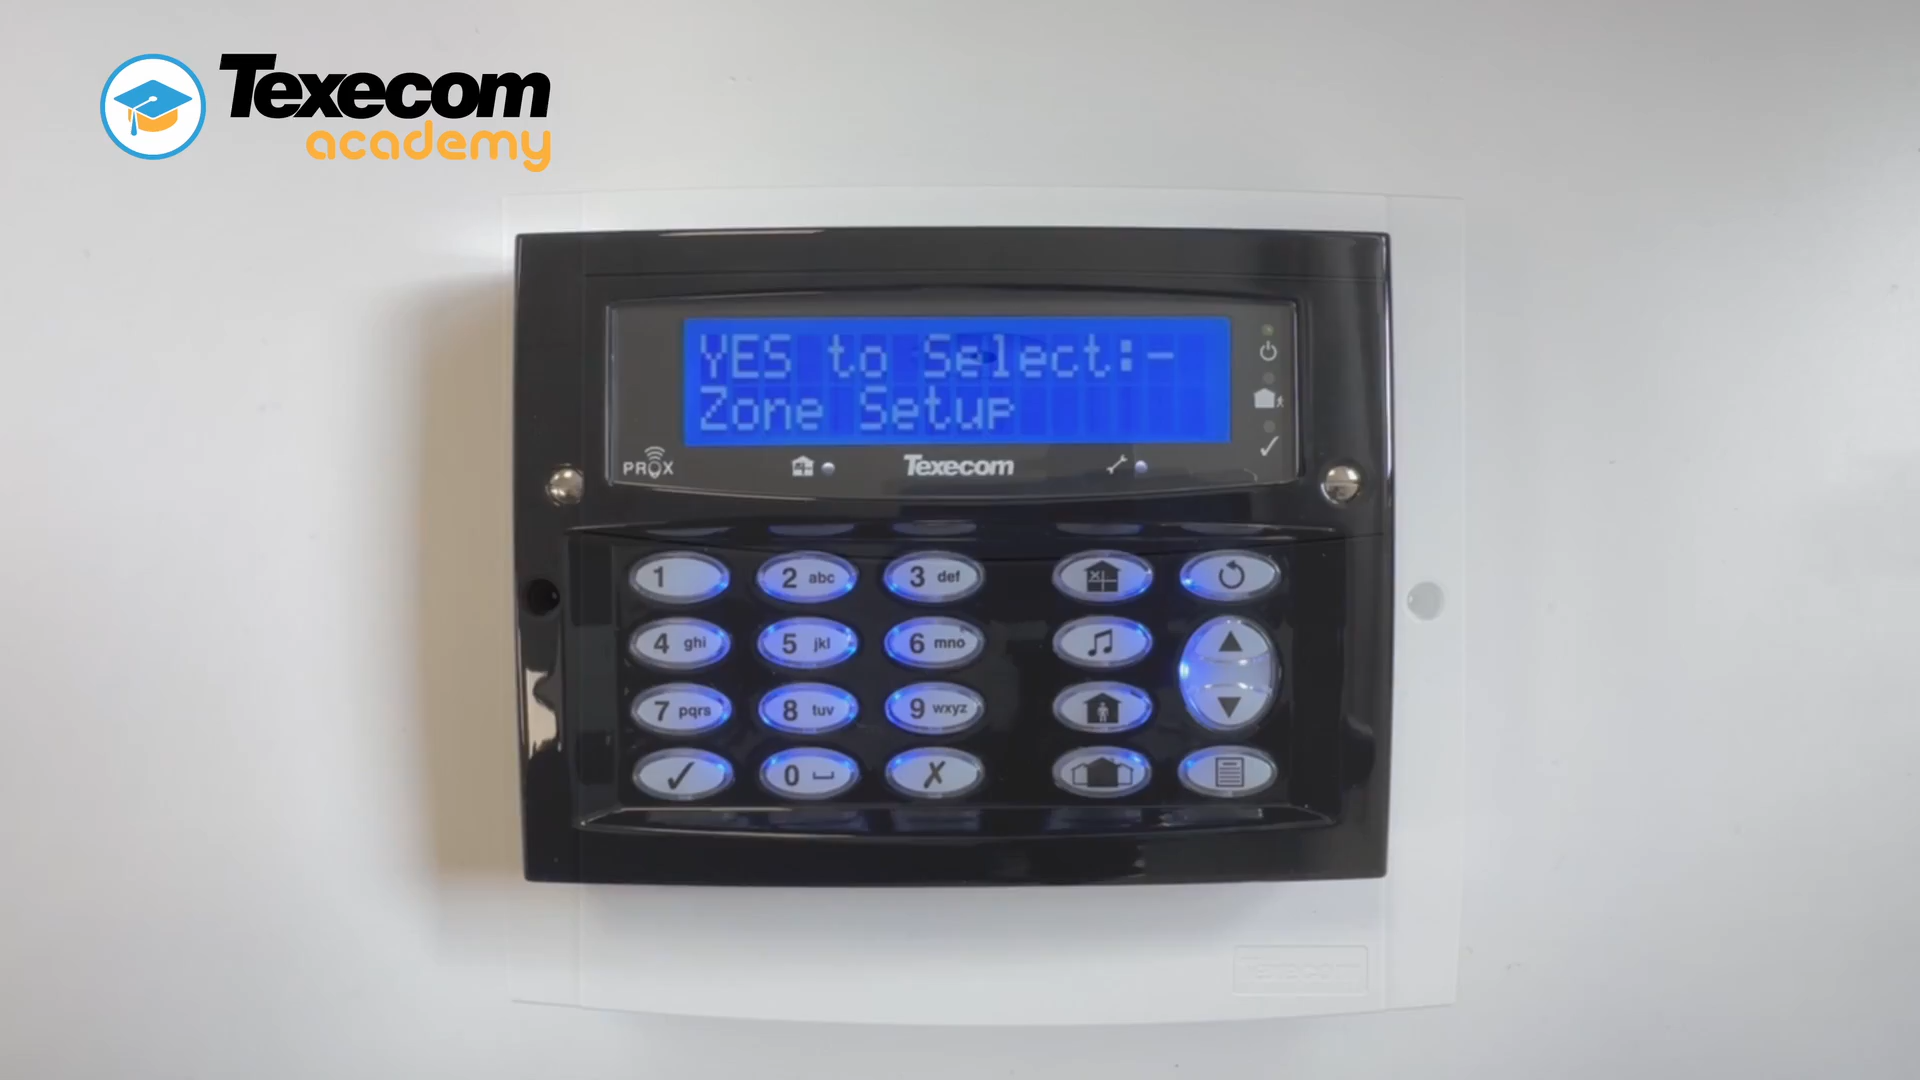 Texecom
academy
YES to Select:-
Zone Setup
PROX
Texecom
1
2 abc
3 def
4 ghi
5 jkl
6 mno
7 pqrs
8 tuv
9 wxyz
0
Texecom